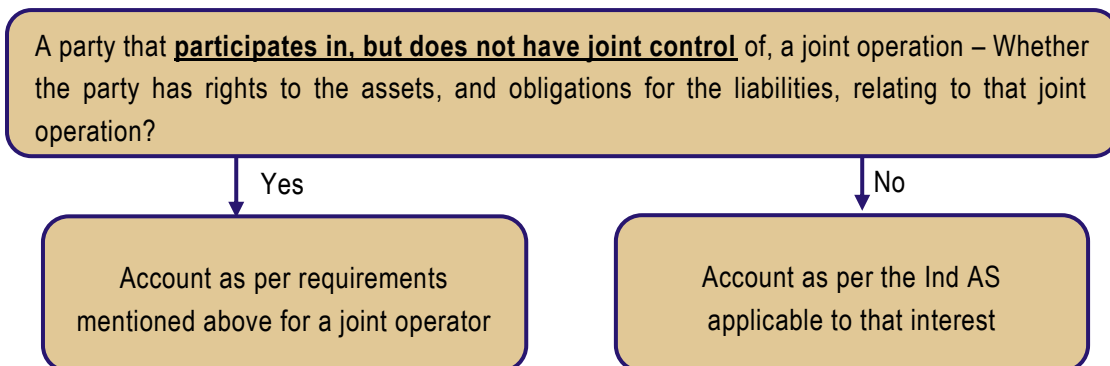 A party that participates in, but does not have joint control of, a joint operation – Whether
the party has rights to the assets, and obligations for the liabilities, relating to that joint
operation?
Yes
No
Account as per requirements
mentioned above for a joint operator
Account as per the Ind AS
applicable to that interest